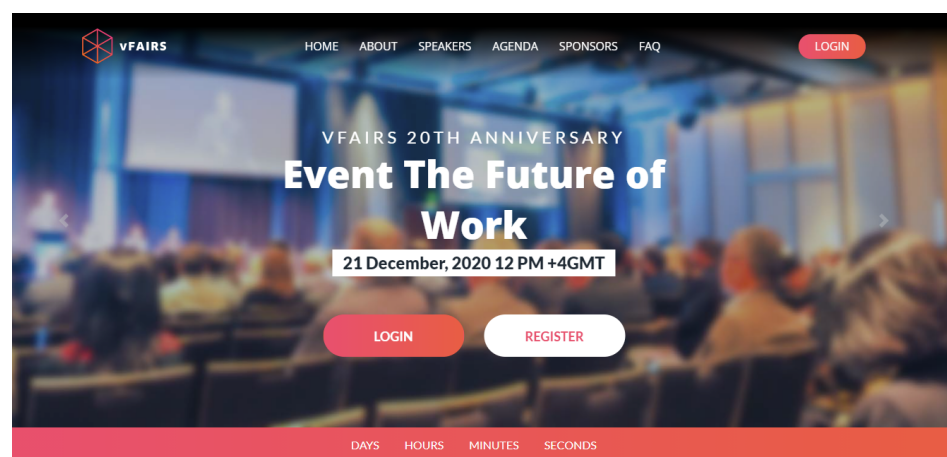 vFAIRS
HOME ABOUT SPEAKERS AGENDA SPONSORS FAQ
LOGIN
VFAIRS 20TH ANNIVERSARY
Event The Future of
Work
21 December, 2020 12 PM +4GMT
LOGIN
REGISTER
DAYS HOURS MINUTES SECONDS